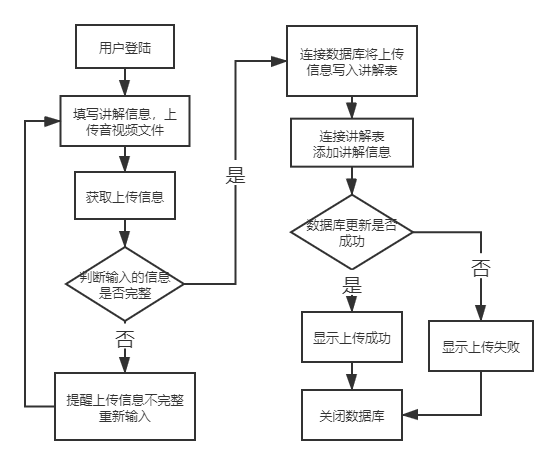 用户登陆
填写讲解信息，上
传音视频文件
获取上传信息
判断输入的信息
是否完整
否
提醒上传信息不完整
重新输入
是
连接数据库将上传
信息写入讲解表
连接讲解表
添加讲解信息
数据库更新是否
成功
是
否
显示上传成功
显示上传失败
关闭数据库